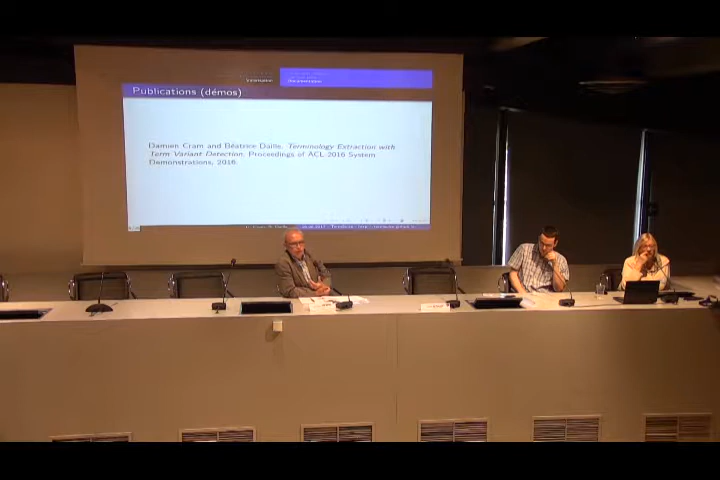 Publications (démos)
Damien Cram and Béatrice Daille. Terminology Extraction with
Term Variant Detection. Proceedings of ACL-2016 System
Demonstrations, 2016.